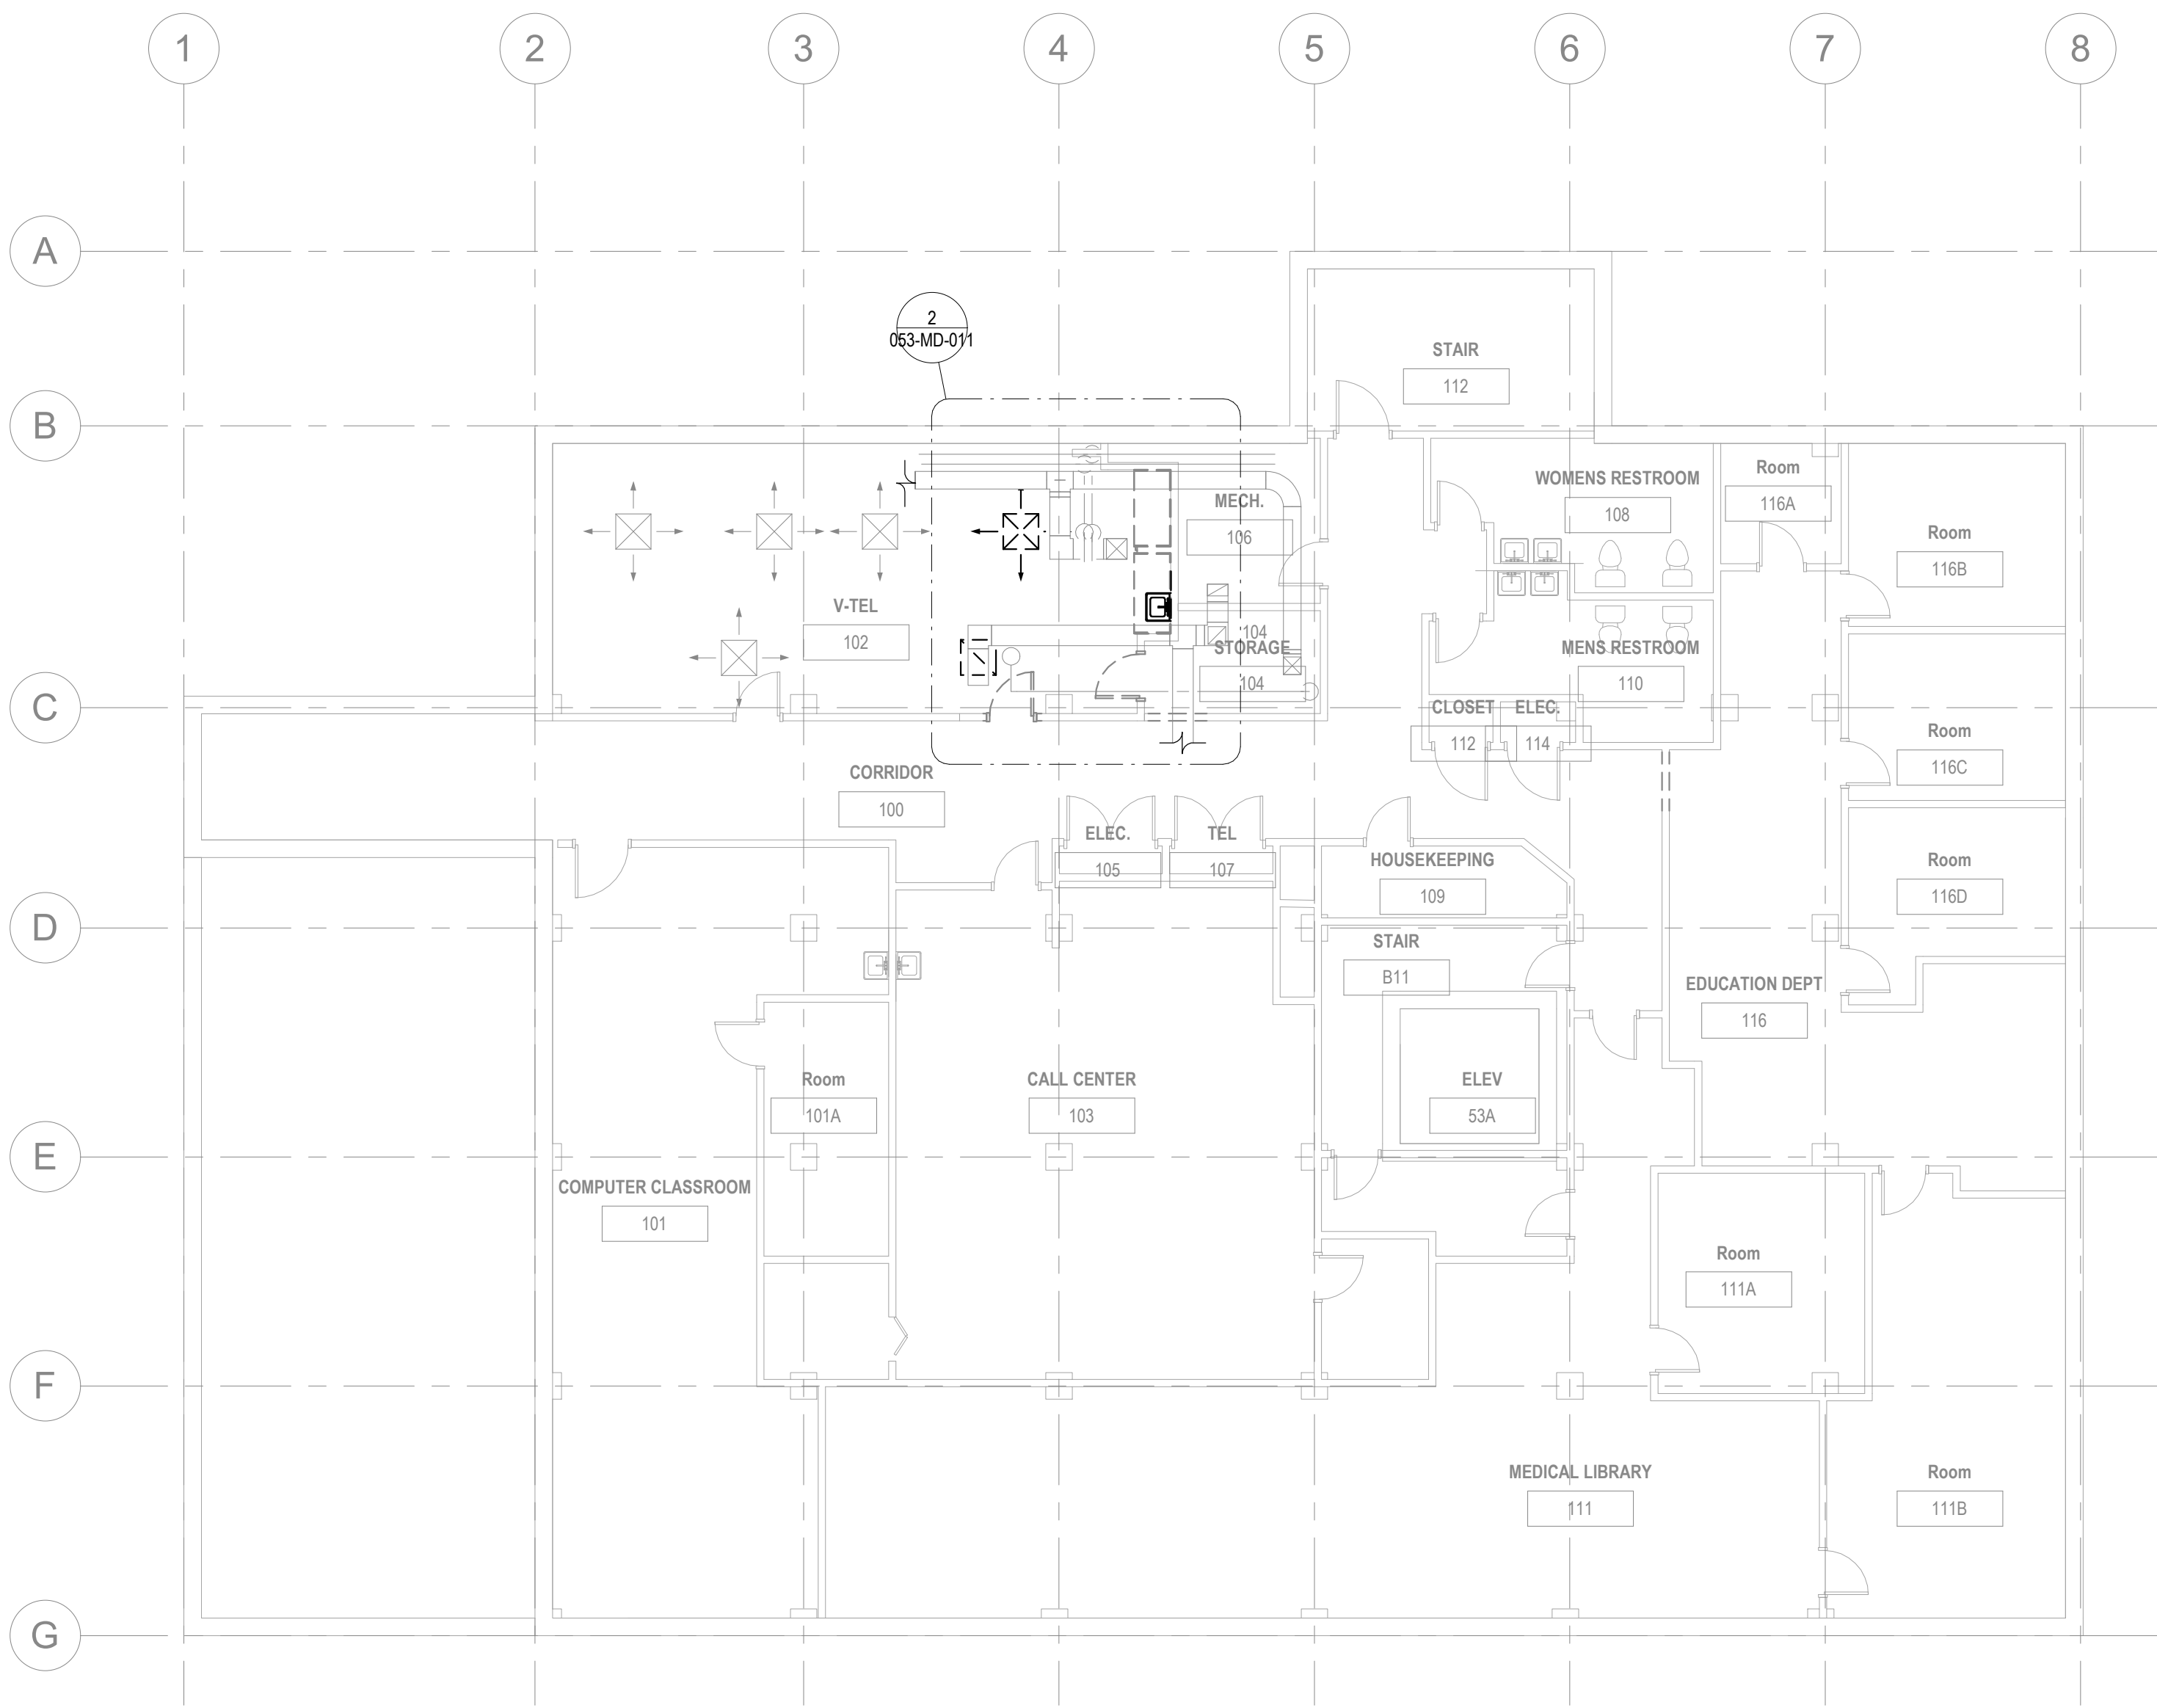 1
2
3
4
5
6
7
8
A
2
053-MD-011
STAIR
112
B
WOMENS RESTROOM
108
Room
116A
MECH.
106
Room
116B
V-TEL
102
104
STORAGE
104
MENS RESTROOM
110
C
CLOSET
112
ELEC.
114
Room
116C
CORRIDOR
100
ELEC.
105
TEL
107
HOUSEKEEPING
109
Room
116D
D
STAIR
B11
EDUCATION DEPT
116
Room
101A
CALL CENTER
103
ELEV
53A
E
COMPUTER CLASSROOM
101
Room
111A
F
MEDICAL LIBRARY
111
Room
111B
G